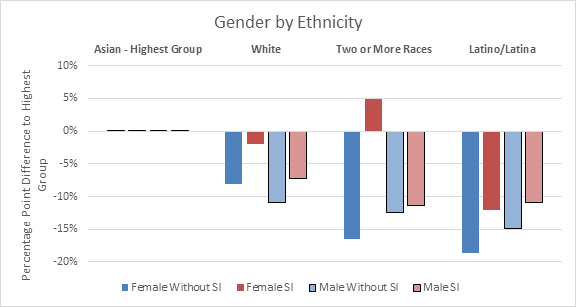 Gender by Ethnicity
Asian - Highest Group White Two or More Races Latino/Latina
Percentage Point Difference to Highest
Group
10%
5%
0%
-5%
-10%
-15%
-20%
Female Without SI Female SI Male Without SI Male SI